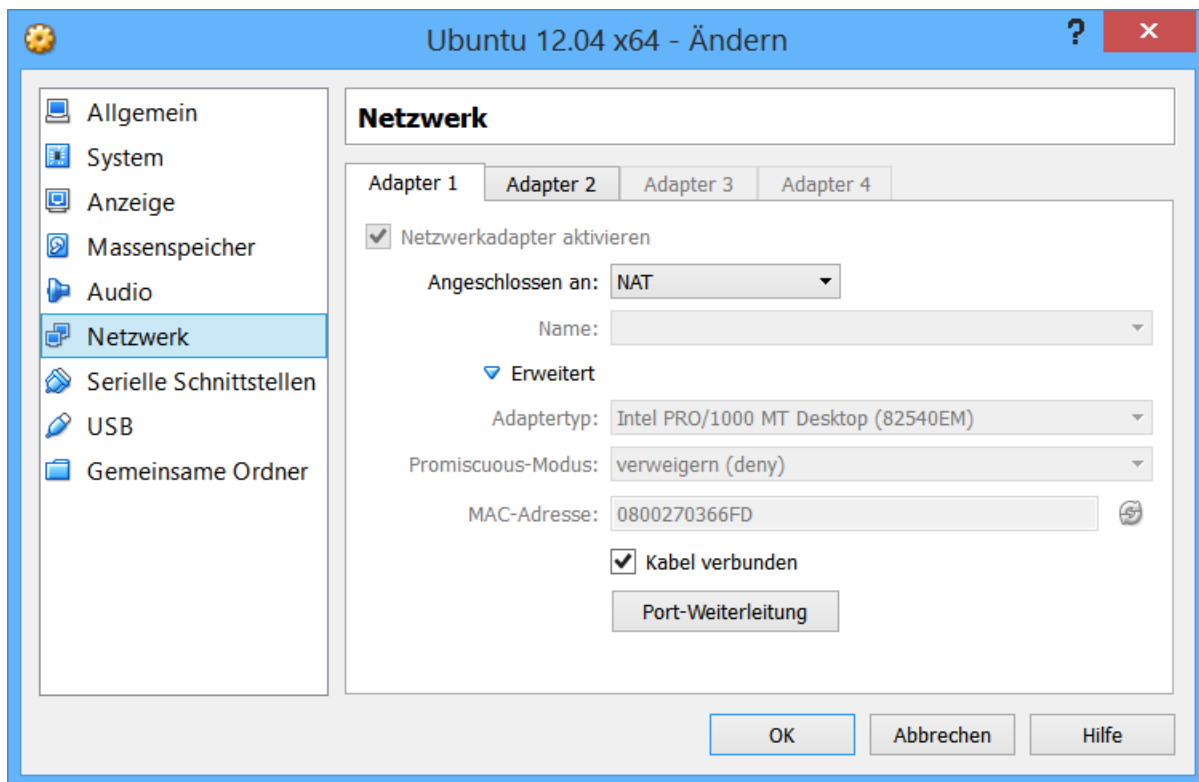 Ubuntu 12.04 x64 - Ändern
?
Allgemein
System
Anzeige
Massenspeicher
Audio
Netzwerk
Serielle Schnittstellen
USB
Gemeinsame Ordner
Netzwerk
Adapter 1 Adapter 2 Adapter 3 Adapter 4
Netzwerkadapter aktivieren
Angeschlossen an: NAT
Name:
Erweitert
Adaptertyp: Intel PRO/1000 MT Desktop (82540EM)
Promiscuous-Modus: verweigern (deny)
MAC-Adresse: 0800270366FD
Kabel verbunden
Port-Weiterleitung
OK Abbrechen Hilfe